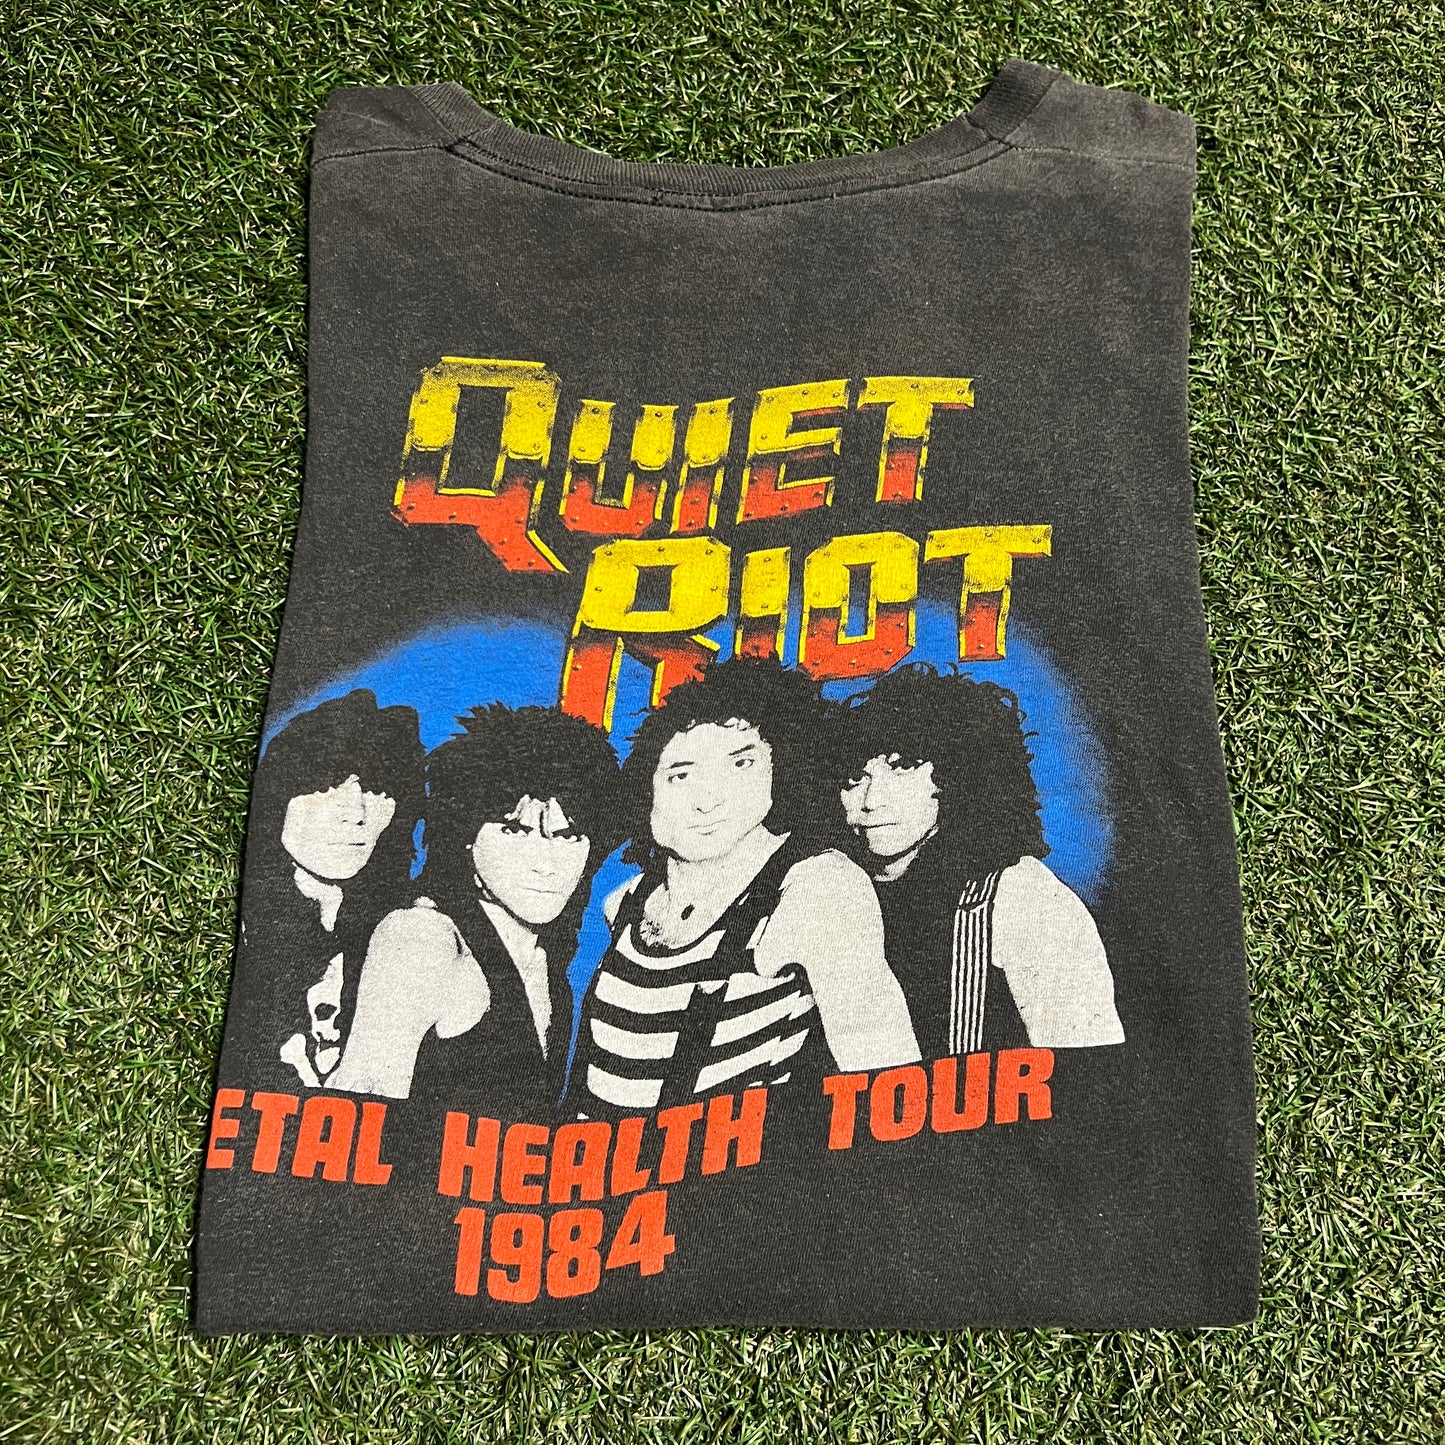 QUIET
RIOT
ETAL HEALTH TOUR
1984